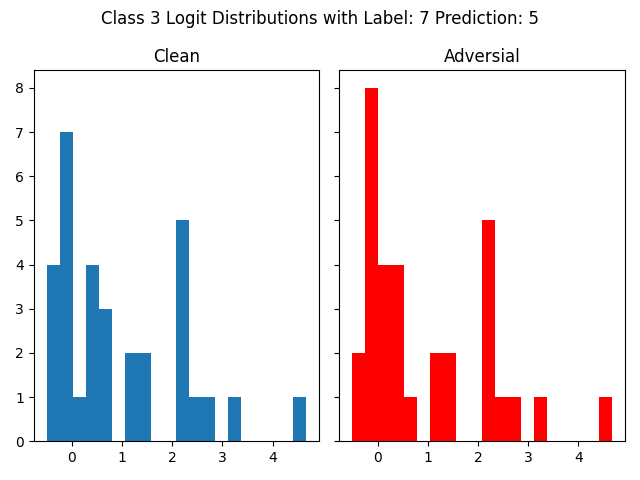 Class 3 Logit Distributions with Label: 7 Prediction: 5
Clean
Adversial
8
7
6
5
4
3
2
1
0
0 1 2 3 4
0 1 2 3 4